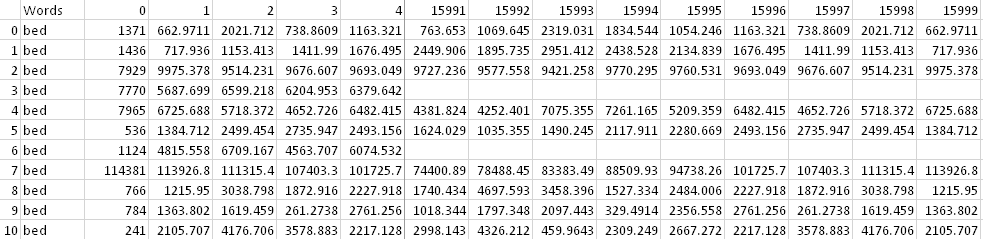 Words 0 1 2 3 4 15991 15992 15993 15994 15995 15996 15997 15998 15999
0 bed 1371 662.9711 2021.712 738.8609 1163.321 763.653 1069.645 2319.031 1834.544 1054.246 1163.321 738.8609 2021.712 662.9711
1 bed 1436 717.936 1153.413 1411.99 1676.495 2449.906 1895.735 2951.412 2438.528 2134.839 1676.495 1411.99 1153.413 717.936
2 bed 7929 9975.378 9514.231 9676.607 9693.049 9727.236 9577.558 9421.258 9770.295 9760.531 9693.049 9676.607 9514.231 9975.378
3 bed 7770 5687.699 6599.218 6204.953 6379.642
4 bed 7965 6725.688 5718.372 4652.726 6482.415 4381.824 4252.401 7075.355 7261.165 5209.359 6482.415 4652.726 5718.372 6725.688
5 bed 536 1384.712 2499.454 2735.947 2493.156 1624.029 1035.355 1490.245 2117.911 2280.669 2493.156 2735.947 2499.454 1384.712
6 bed 1124 4815.558 6709.167 4563.707 6074.532
7 bed 114381 113926.8 111315.4 107403.3 101725.7 74400.89 78488.45 83383.49 88509.93 94738.26 101725.7 107403.3 111315.4 113926.8
8 bed 766 1215.95 3038.798 1872.916 2227.918 1740.434 4697.593 3458.396 1527.334 2484.006 2227.918 1872.916 3038.798 1215.95
9 bed 784 1363.802 1619.459 261.2738 2761.256 1018.344 1797.348 2097.443 329.4914 2356.558 2761.256 261.2738 1619.459 1363.802
10 bed 241 2105.707 4176.706 3578.883 2217.128 2998.143 4326.212 459.9643 2309.249 2667.272 2217.128 3578.883 4176.706 2105.707